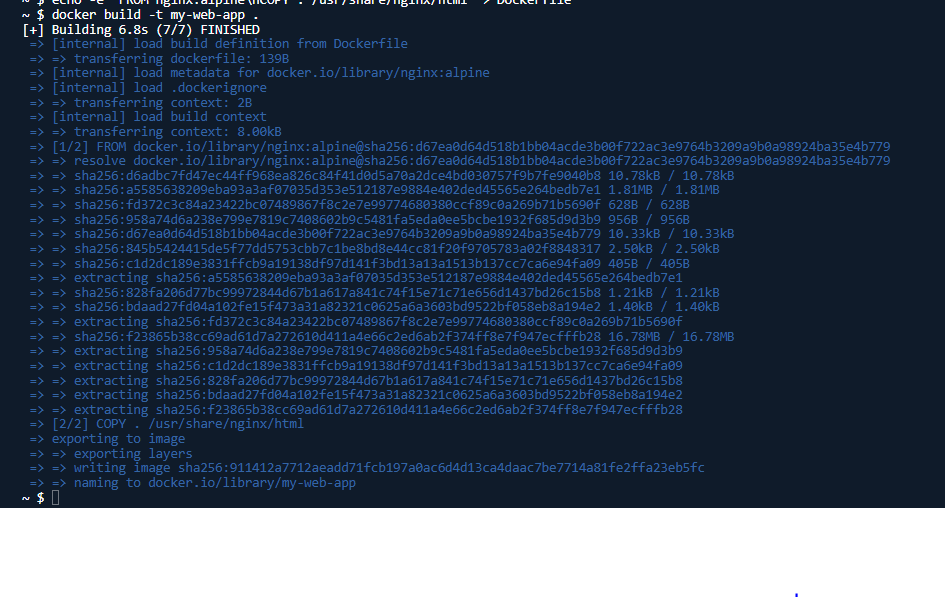 ~ $ echo -e "FROM nginx:alpine\nCOPY . /usr/share/nginx/html" > Dockerfile
~ $ docker build -t my-web-app .
[+] Building 6.8s (7/7) FINISHED
=> [internal] load build definition from Dockerfile
=> => transferring dockerfile: 139B
=> [internal] load metadata for docker.io/library/nginx:alpine
=> [internal] load .dockerignore
=> => transferring context: 2B
=> [internal] load build context
=> => transferring context: 8.00kB
=> [1/2] FROM docker.io/library/nginx:alpine@sha256:d67ea0d64d518b1bb04acde3b00f722ac3e9764b3209a9b0a98924ba35e4b779
=> => resolve docker.io/library/nginx:alpine@sha256:d67ea0d64d518b1bb04acde3b00f722ac3e9764b3209a9b0a98924ba35e4b779
=> => sha256:d6adbc7fd47ec44ff968ea826c84f41d0d5a70a2dce4bd030757f9b7fe9040b8 10.78kB / 10.78kB
=> => sha256:a5585638209eba93a3af07035d353e512187e9884e402ded45565e264bedb7e1 1.81MB / 1.81MB
=> => sha256:fd372c3c84a23422bc07489867f8c2e7e99774680380ccf89c0a269b71b5690f 628B / 628B
=> => sha256:958a74d6a238e799e7819c7408602b9c5481fa5eda0ee5bcbe1932f685d9d3b9 956B / 956B
=> => sha256:d67ea0d64d518b1bb04acde3b00f722ac3e9764b3209a9b0a98924ba35e4b779 10.33kB / 10.33kB
=> => sha256:845b5424415de5f77dd5753cbb7c1be8bd8e44cc81f20f9705783a02f8848317 2.50kB / 2.50kB
=> => sha256:c1d2dc189e3831ffcb9a19138df97d141f3bd13a13a1513b137cc7ca6e94fa09 405B / 405B
=> => extracting sha256:a5585638209eba93a3af07035d353e512187e9884e402ded45565e264bedb7e1
=> => sha256:828fa206d77bc99972844d67b1a617a841c74f15e71c71e656d1437bd26c15b8 1.21kB / 1.21kB
=> => sha256:bdaad27fd04a102fe15f473a31a82321c0625a6a3603bd9522bf058eb8a194e2 1.40kB / 1.40kB
=> => extracting sha256:fd372c3c84a23422bc07489867f8c2e7e99774680380ccf89c0a269b71b5690f
=> => sha256:f23865b38cc69ad61d7a272610d411a4e66c2ed6ab2f374ff8e7f947ecfffb28 16.78MB / 16.78MB
=> => extracting sha256:958a74d6a238e799e7819c7408602b9c5481fa5eda0ee5bcbe1932f685d9d3b9
=> => extracting sha256:c1d2dc189e3831ffcb9a19138df97d141f3bd13a13a1513b137cc7ca6e94fa09
=> => extracting sha256:828fa206d77bc99972844d67b1a617a841c74f15e71c71e656d1437bd26c15b8
=> => extracting sha256:bdaad27fd04a102fe15f473a31a82321c0625a6a3603bd9522bf058eb8a194e2
=> => extracting sha256:f23865b38cc69ad61d7a272610d411a4e66c2ed6ab2f374ff8e7f947ecfffb28
=> [2/2] COPY . /usr/share/nginx/html
=> exporting to image
=> => exporting layers
=> => writing image sha256:911412a7712aeadd71fcb197a0ac6d4d13ca4daac7be7714a81fe2ffa23eb5fc
=> => naming to docker.io/library/my-web-app
~ $